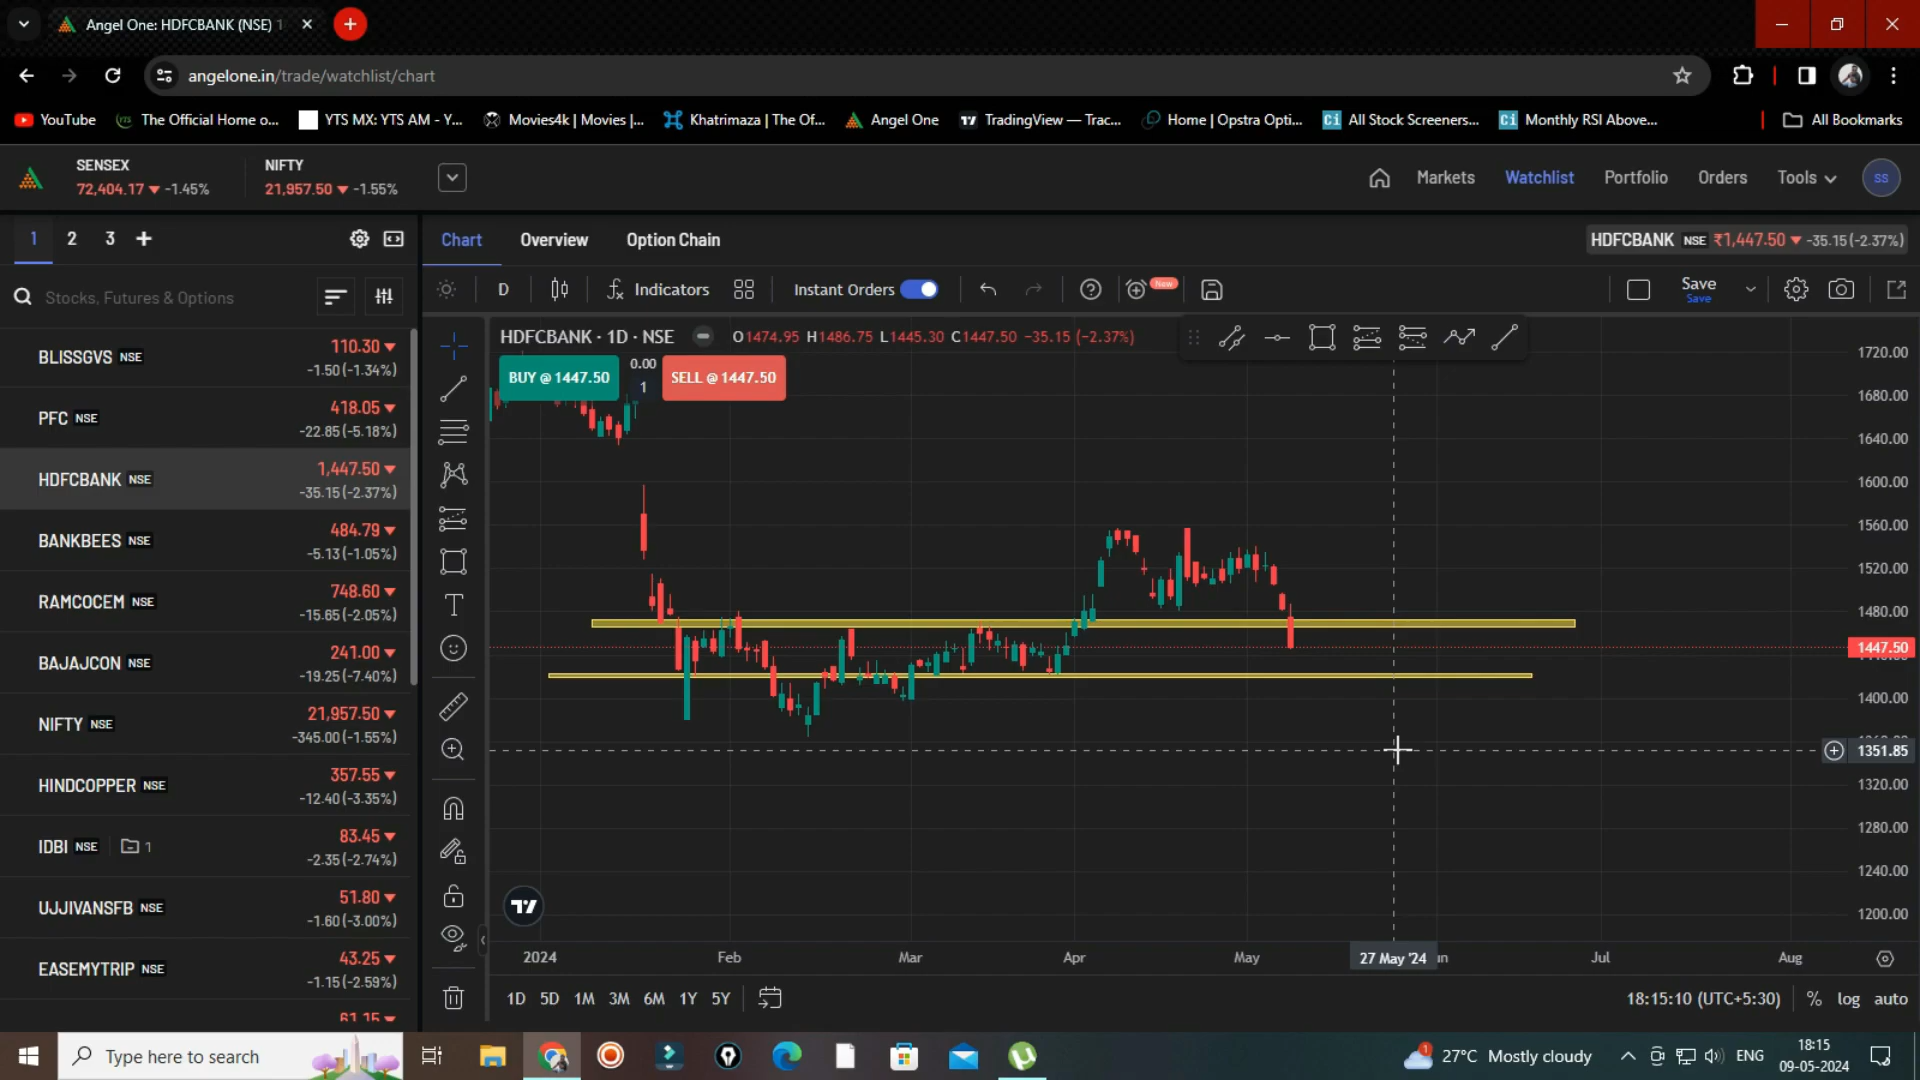 Angel One: HDFCBANK (NSE) 1
angelone.in/trade/watchlist/chart
YouTube The Official Home o... YTS MX: YTS AM - Y... Movies4k | Movies |... Khatrimaza | The Of... Angel One TradingView — Trac... Home | Opstra Opti... All Stock Screeners... Monthly RSI Above... All Bookmarks
SENSEX NIFTY
72,404.17 -1.45% 21,957.50 -1.55%
Markets Watchlist Portfolio Orders Tools SS
1 2 3
Chart Overview Option Chain
HDFCBANK NSE ₹1,447.50 -35.15(-2.37%)
Stocks, Futures & Options
D Indicators Instant Orders New Save
Save
HDFCBANK · 1D · NSE O1474.95 H1486.75 L1445.30 C1447.50 -35.15 (-2.37%)
BUY @ 1447.50 0.00 SELL @ 1447.50
1
BLISSGVS NSE 110.30
-1.50(-1.34%)
PFC NSE 418.05
-22.85(-5.18%)
HDFCBANK NSE 1,447.50
-35.15(-2.37%)
BANKBEES NSE 484.79
-5.13(-1.05%)
RAMCOCEM NSE 748.60
-15.65(-2.05%)
BAJAJCON NSE 241.00
-19.25(-7.40%)
NIFTY NSE 21,957.50
-345.00(-1.55%)
HINDCOPPER NSE 357.55
-12.40(-3.35%)
IDBI NSE 1 83.45
-2.35(-2.74%)
UJJIVANSFB NSE 51.80
-1.60(-3.00%)
EASEMYTRIP NSE 43.25
-1.15(-2.59%)
61.15
1720.00
1680.00
1640.00
1600.00
1560.00
1520.00
1480.00
1447.50
1400.00
1351.85
1320.00
1280.00
1240.00
1200.00
2024 Feb Mar Apr May 27 May '24 Jul Aug
1D 5D 1M 3M 6M 1Y 5Y 18:15:10 (UTC+5:30) % log auto
Type here to search 1 27°C Mostly cloudy ENG 18:15
09-05-2024